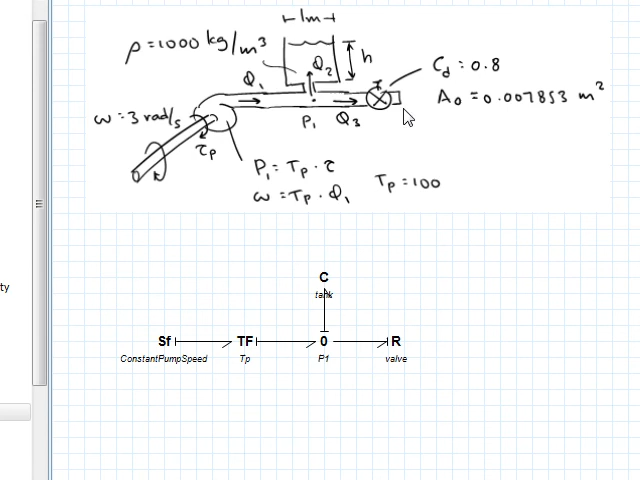 1m
ρ = 1000 kg/m³
h
Q₂
C_d = 0.8
Q₁
A₀ = 0.007853 m²
ω = 3 rad/s
P₁
Q₃
τ_P
P₁ = T_P · τ
T_P = 100
ω = T_P · Q₁
ty
C
tank
Sf
TF
0
R
ConstantPumpSpeed
Tp
P1
valve